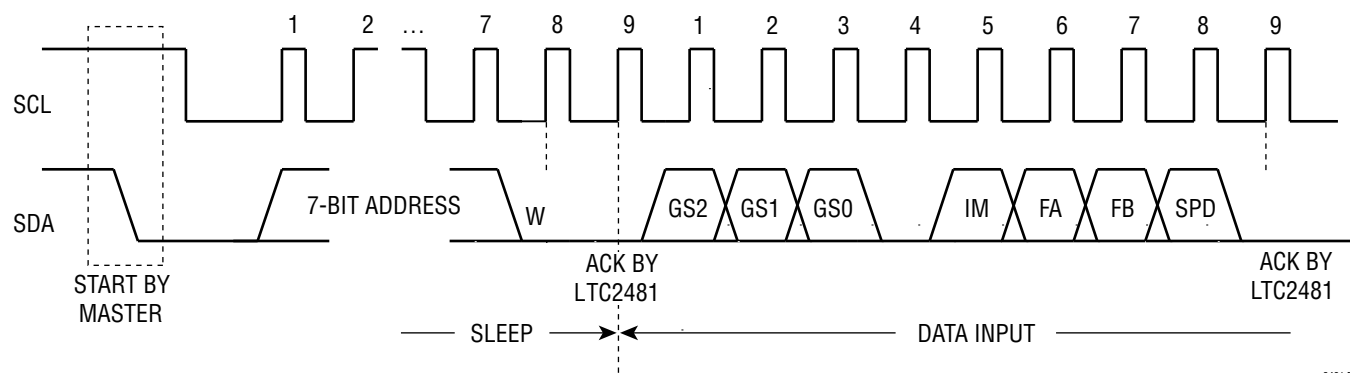 1 2 ... 7 8 9 1 2 3 4 5 6 7 8 9
SCL
SDA
7-BIT ADDRESS
W
GS2 GS1 GS0 IM FA FB SPD
START BY
MASTER
ACK BY
LTC2481
ACK BY
LTC2481
SLEEP
DATA INPUT